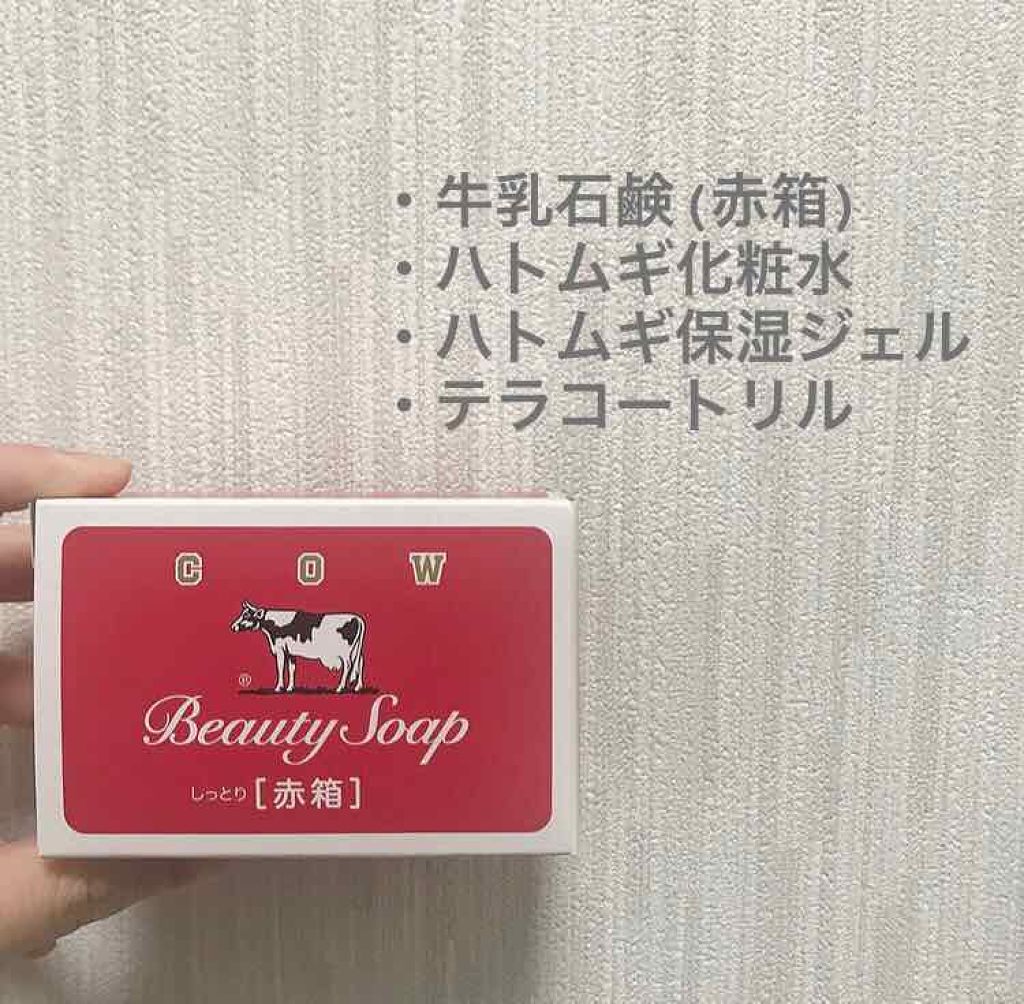 ・牛乳石鹸(赤箱)
・ハトムギ化粧水
・ハトムギ保湿ジェル
・テラコートリル
COW
®
Beauty Soap
しっとり[赤箱]